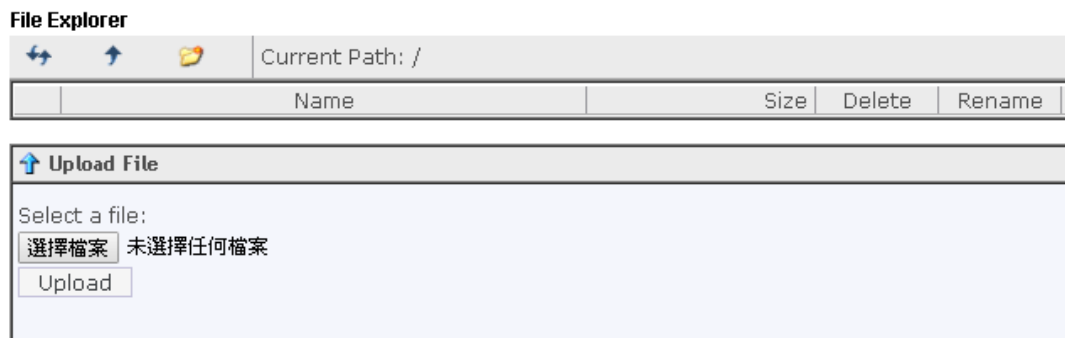 File Explorer
Current Path: /
Name Size Delete Rename
Upload File
Select a file:
選擇檔案 未選擇任何檔案
Upload